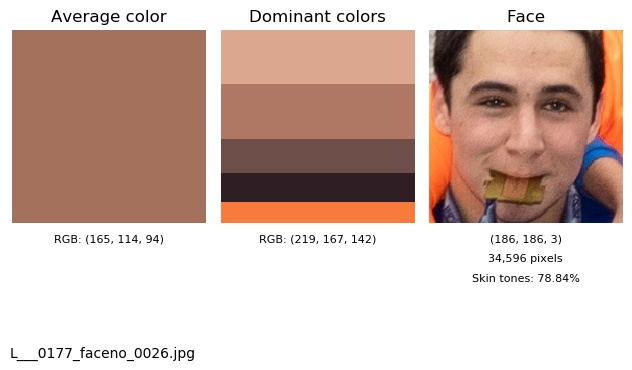 Average color
Dominant colors
Face
RGB: (165, 114, 94)
RGB: (219, 167, 142)
(186, 186, 3)
34,596 pixels
Skin tones: 78.84%
L___0177_faceno_0026.jpg